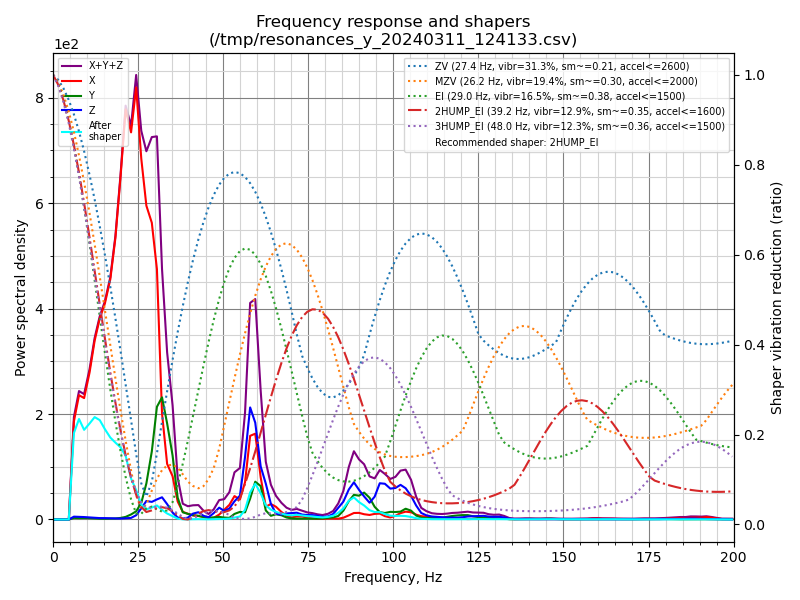 Frequency response and shapers
(/tmp/resonances_y_20240311_124133.csv)
1e2
X+Y+Z
X
Y
Z
After
shaper
ZV (27.4 Hz, vibr=31.3%, sm~=0.21, accel<=2600)
MZV (26.2 Hz, vibr=19.4%, sm~=0.30, accel<=2000)
EI (29.0 Hz, vibr=16.5%, sm~=0.38, accel<=1500)
2HUMP_EI (39.2 Hz, vibr=12.9%, sm~=0.35, accel<=1600)
3HUMP_EI (48.0 Hz, vibr=12.3%, sm~=0.36, accel<=1500)
Recommended shaper: 2HUMP_EI
8
6
4
2
0
Power spectral density
1.0
0.8
0.6
0.4
0.2
0.0
Shaper vibration reduction (ratio)
0 25 50 75 100 125 150 175 200
Frequency, Hz